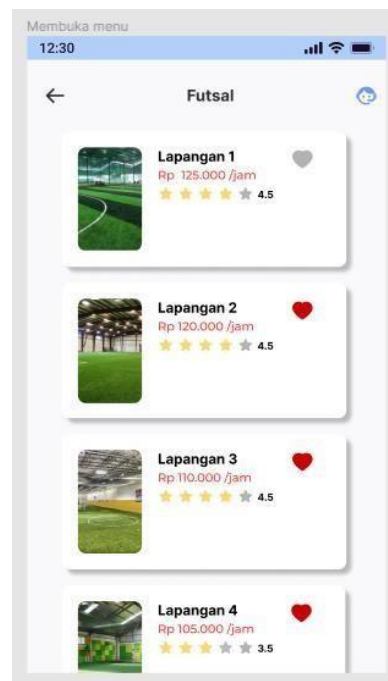 Membuka menu
12:30
Futsal
Lapangan 1
Rp 125.000 /jam
4.5
Lapangan 2
Rp 120.000 /jam
4.5
Lapangan 3
Rp 110.000 /jam
4.5
Lapangan 4
Rp 105.000 /jam
3.5